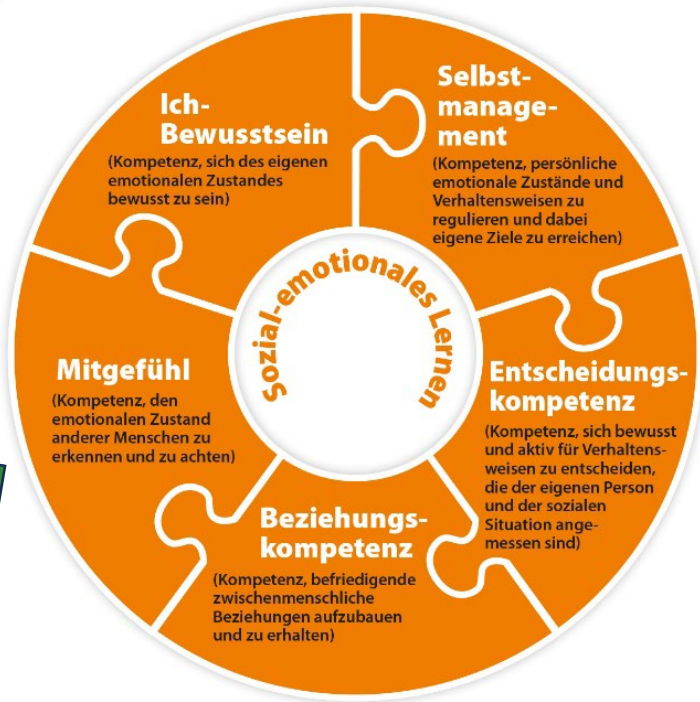 Ich-
Bewusstsein
(Kompetenz, sich des eigenen
emotionalen Zustandes
bewusst zu sein)
Selbst-
manage-
ment
(Kompetenz, persönliche
emotionale Zustände und
Verhaltensweisen zu
regulieren und dabei
eigene Ziele zu erreichen)
Sozial-emotionales Lernen
Mitgefühl
(Kompetenz, den
emotionalen Zustand
anderer Menschen zu
erkennen und zu achten)
Entscheidungs-
kompetenz
(Kompetenz, sich bewusst
und aktiv für Verhaltens-
weisen zu entscheiden,
die der eigenen Person
und der sozialen
Situation ange-
messen sind)
Beziehungs-
kompetenz
(Kompetenz, befriedigende
zwischenmenschliche
Beziehungen aufzubauen
und zu erhalten)